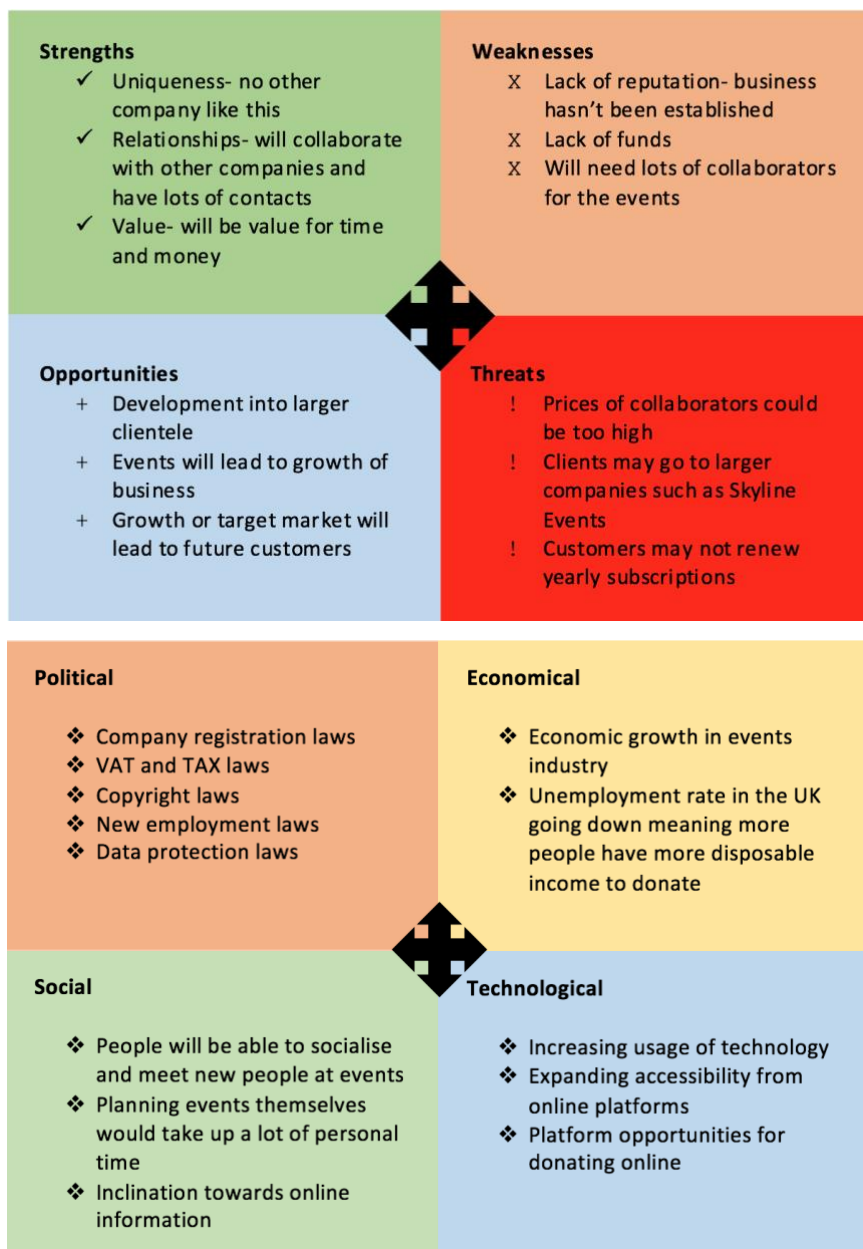 Strengths
✓ Uniqueness- no other
company like this
✓ Relationships- will collaborate
with other companies and
have lots of contacts
✓ Value- will be value for time
and money
Weaknesses
X Lack of reputation- business
hasn’t been established
X Lack of funds
X Will need lots of collaborators
for the events
Opportunities
+ Development into larger
clientele
+ Events will lead to growth of
business
+ Growth or target market will
lead to future customers
Threats
! Prices of collaborators could
be too high
! Clients may go to larger
companies such as Skyline
Events
! Customers may not renew
yearly subscriptions
Political
❖ Company registration laws
❖ VAT and TAX laws
❖ Copyright laws
❖ New employment laws
❖ Data protection laws
Economical
❖ Economic growth in events
industry
❖ Unemployment rate in the UK
going down meaning more
people have more disposable
income to donate
Social
❖ People will be able to socialise
and meet new people at events
❖ Planning events themselves
would take up a lot of personal
time
❖ Inclination towards online
information
Technological
❖ Increasing usage of technology
❖ Expanding accessibility from
online platforms
❖ Platform opportunities for
donating online